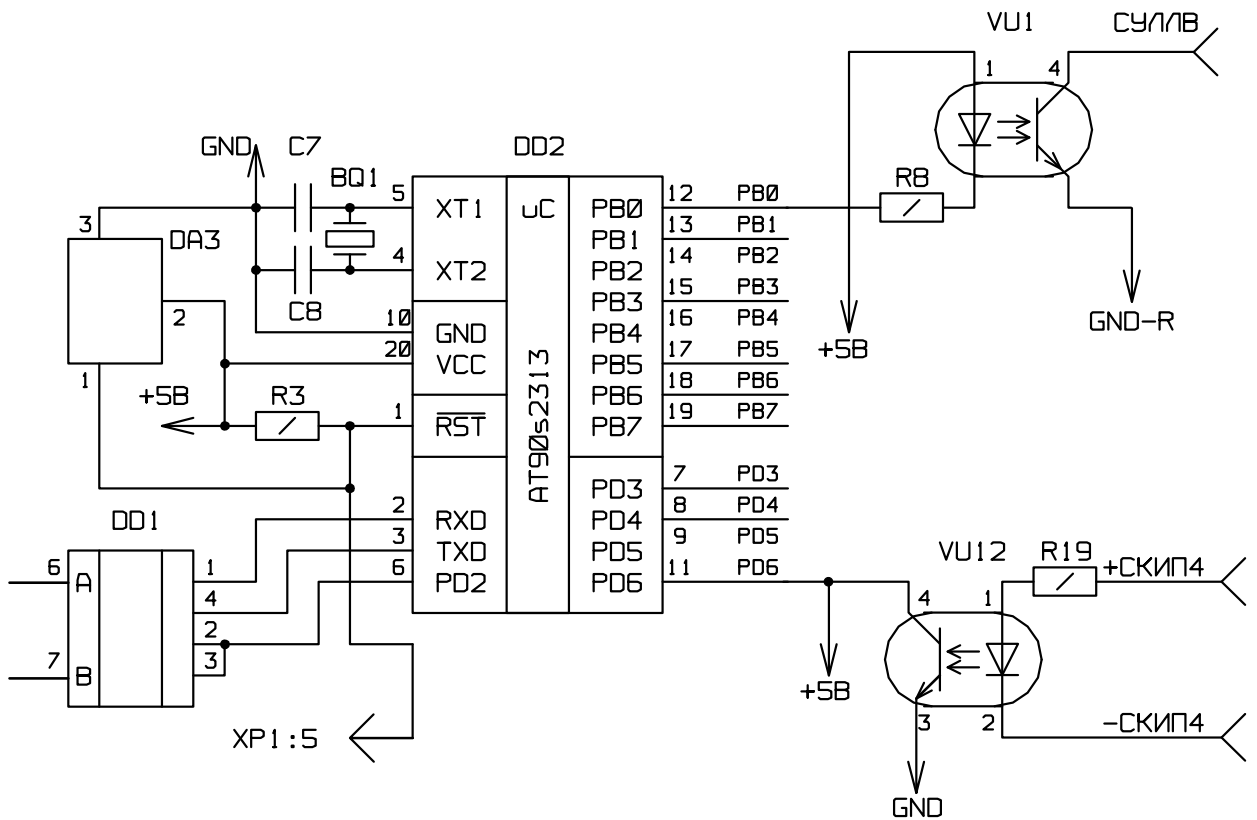 VU1
СУЛЛВ
1
4
GND
C7
DD2
BQ1
R8
5
XT1
uC
PB0
12
PB0
3
DA3
PB1
13
PB1
4
XT2
PB2
14
PB2
2
C8
PB3
15
PB3
10
GND
PB4
16
PB4
GND-R
20
VCC
PB5
17
PB5
+5В
1
+5В
R3
PB6
18
PB6
1
RST
PB7
19
PB7
AT90s2313
PD3
7
PD3
2
RXD
PD4
8
PD4
DD1
3
TXD
PD5
9
PD5
VU12
R19
6
A
1
6
PD2
PD6
11
PD6
+СКИП4
4
4
1
2
7
B
3
+5В
XP1:5
3
2
-СКИП4
GND